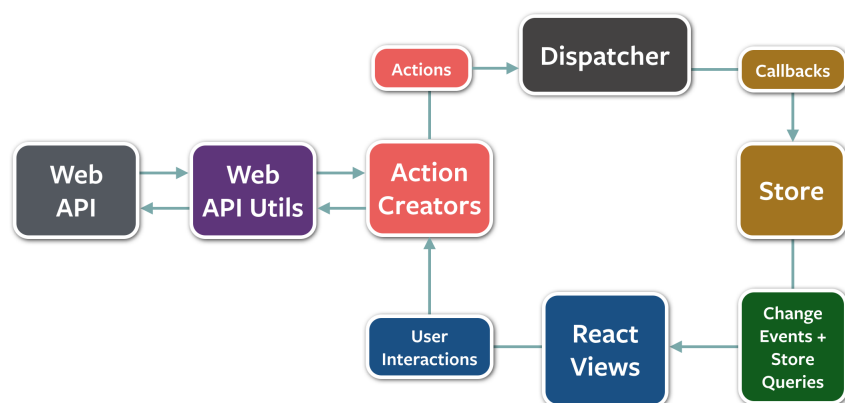 Actions
Dispatcher
Callbacks
Web
API
Web
API Utils
Action
Creators
Store
User
Interactions
React
Views
Change
Events +
Store
Queries